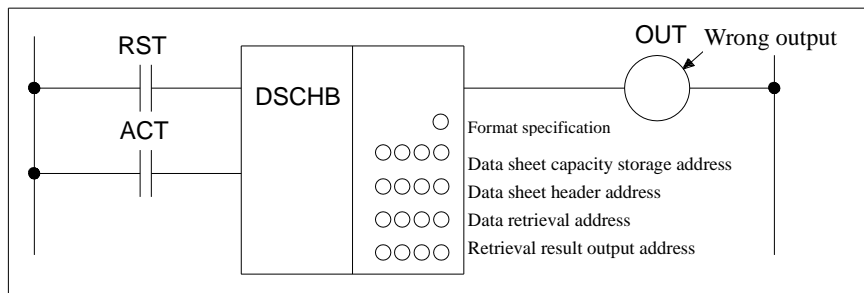 RST
OUT
Wrong output
DSCHB
ACT
Format specification
Data sheet capacity storage address
Data sheet header address
Data retrieval address
Retrieval result output address